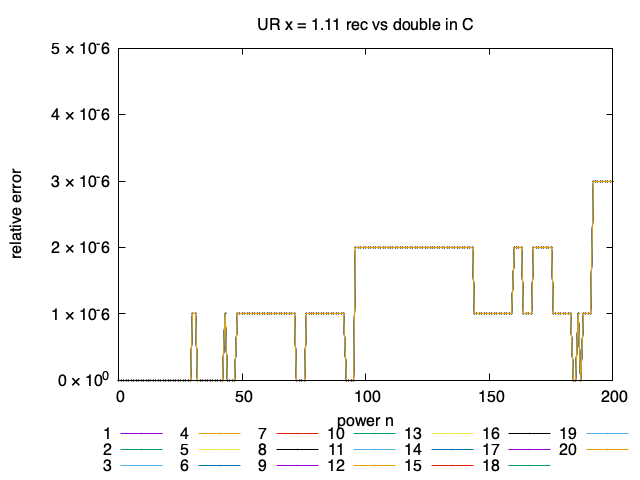 UR x = 1.11 rec vs double in C
5 × 10⁻⁶
4 × 10⁻⁶
3 × 10⁻⁶
2 × 10⁻⁶
1 × 10⁻⁶
0 × 10⁰
relative error
0 50 100 150 200
power n
1 4 7 10 13 16 19
2 5 8 11 14 17 20
3 6 9 12 15 18